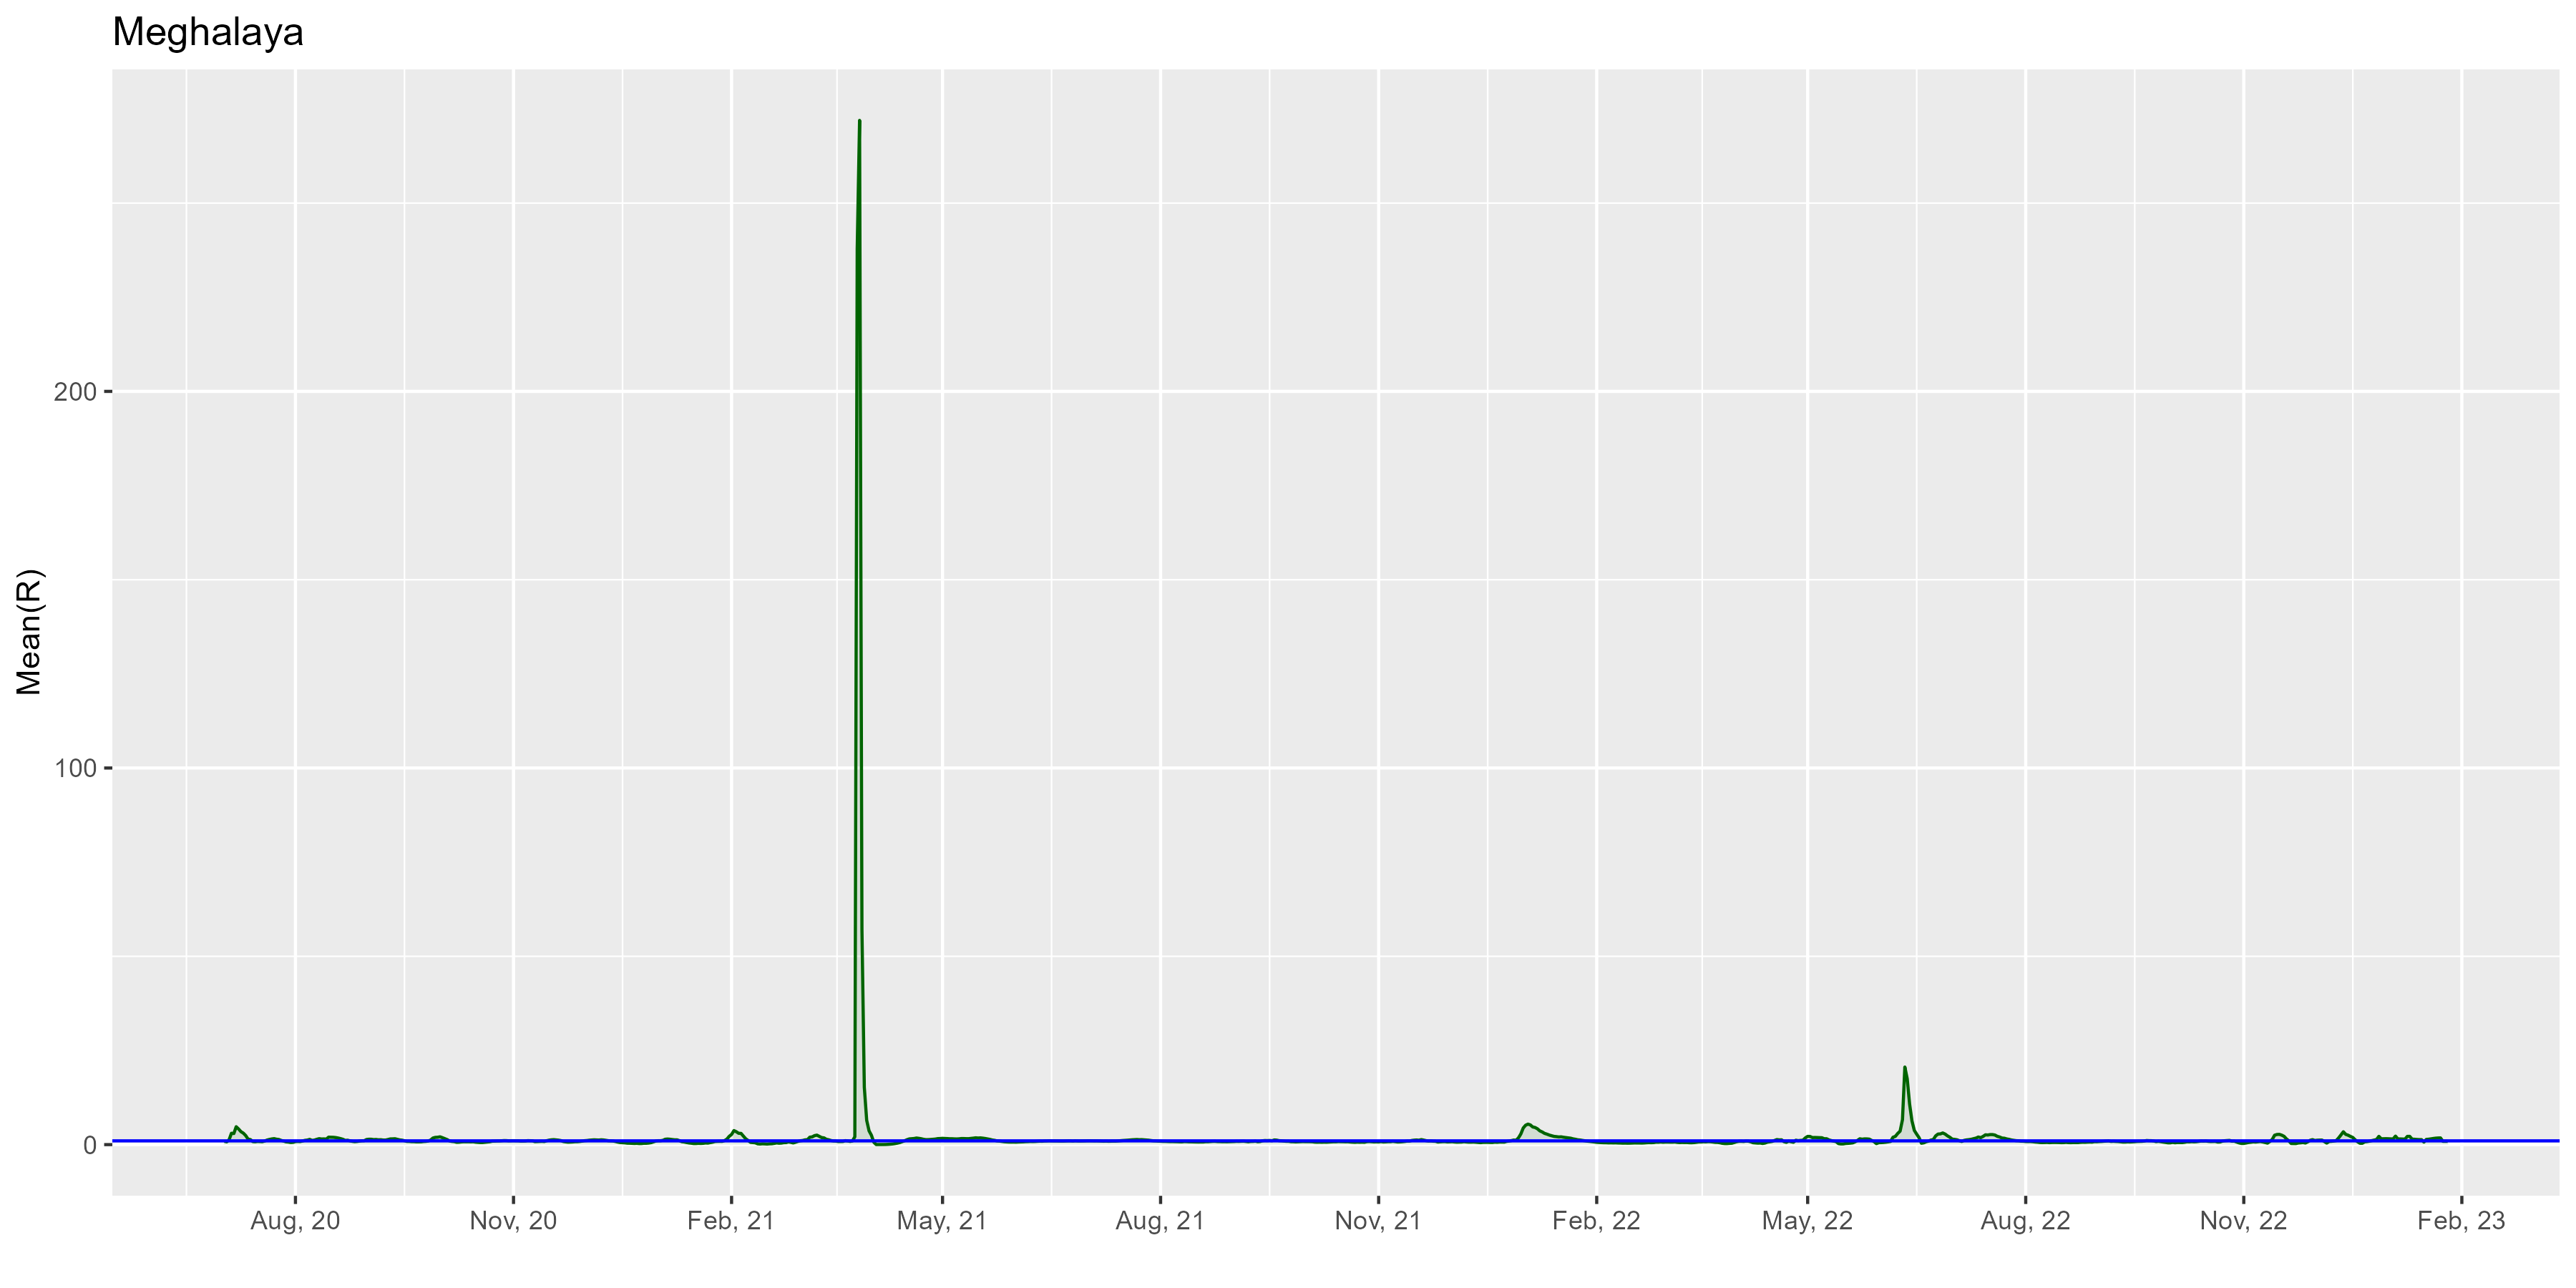 Meghalaya
Mean(R)
200
100
0
Aug, 20 Nov, 20 Feb, 21 May, 21 Aug, 21 Nov, 21 Feb, 22 May, 22 Aug, 22 Nov, 22 Feb, 23